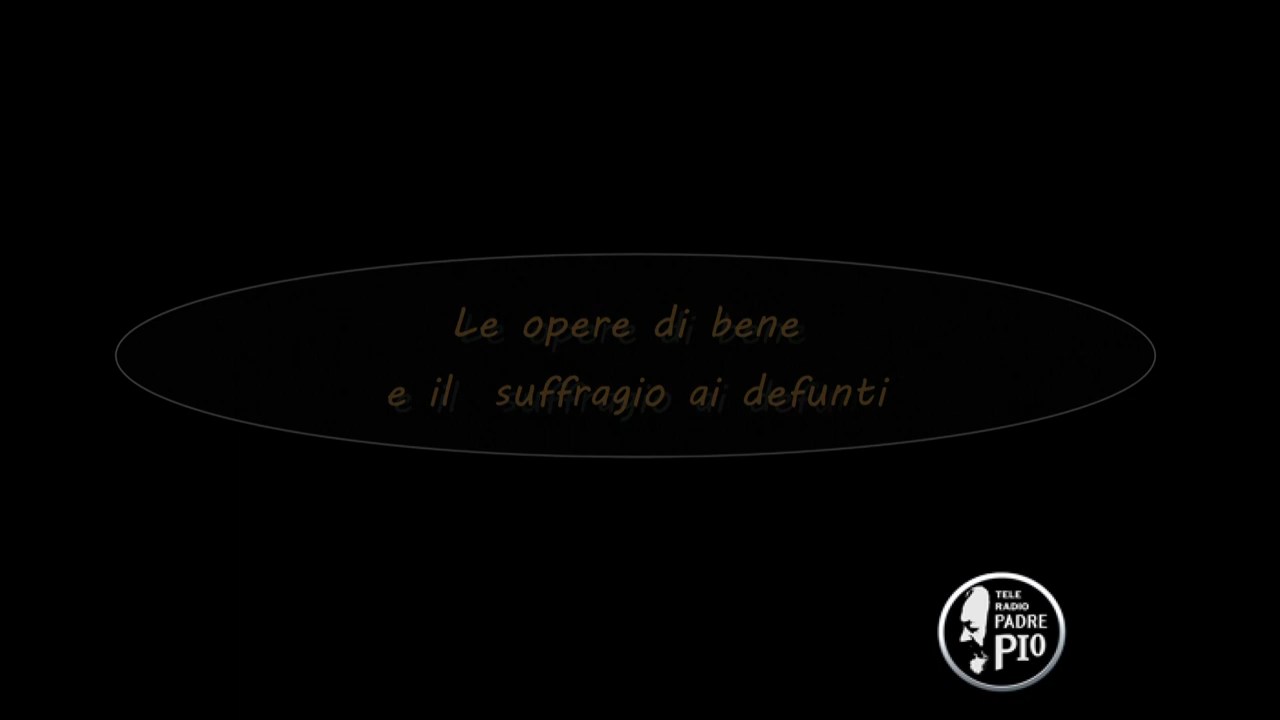 Le opere di bene
e il suffragio ai defunti
TELE
RADIO
PADRE
PIO